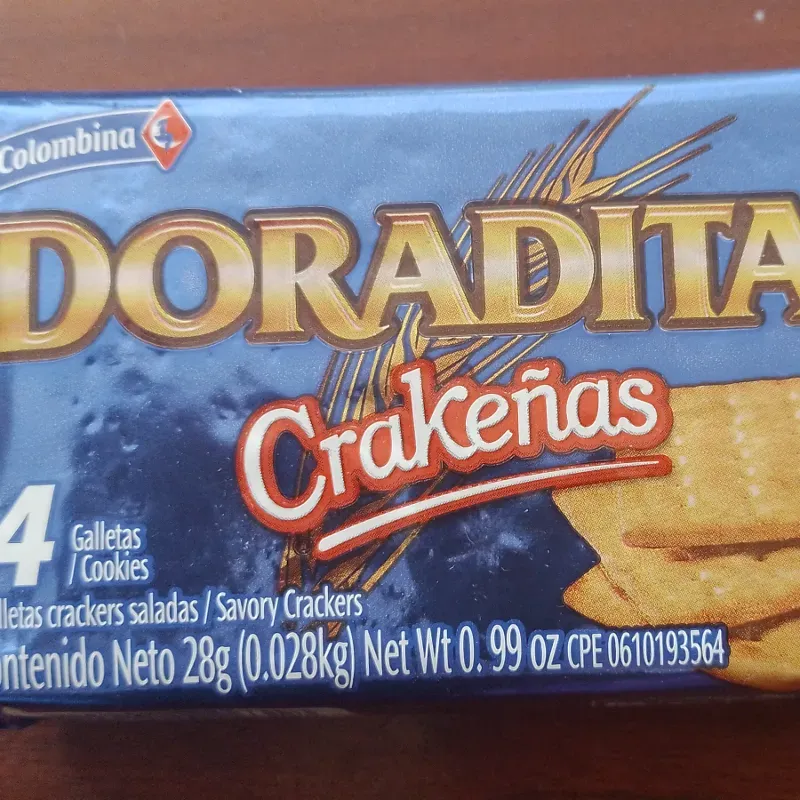 Colombina
DORADITA
Crakeñas
4
Galletas
/ Cookies
lletas crackers saladas / Savory Crackers
ontenido Neto 28g (0.028kg) Net Wt 0. 99 oz CPE 0610193564